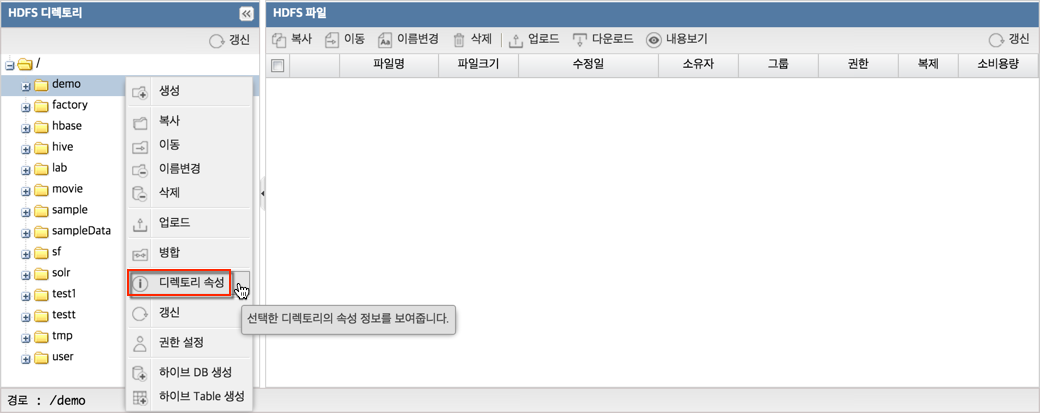 HDFS 디렉토리
갱신
/
demo
factory
hbase
hive
lab
movie
sample
sampleData
sf
solr
test1
testt
tmp
user
생성
복사
이동
이름변경
삭제
업로드
병합
디렉토리 속성
갱신
권한 설정
하이브 DB 생성
하이브 Table 생성
선택한 디렉토리의 속성 정보를 보여줍니다.
HDFS 파일
복사 이동 이름변경 삭제 업로드 다운로드 내용보기 갱신
파일명 파일크기 수정일 소유자 그룹 권한 복제 소비용량
경로 : /demo